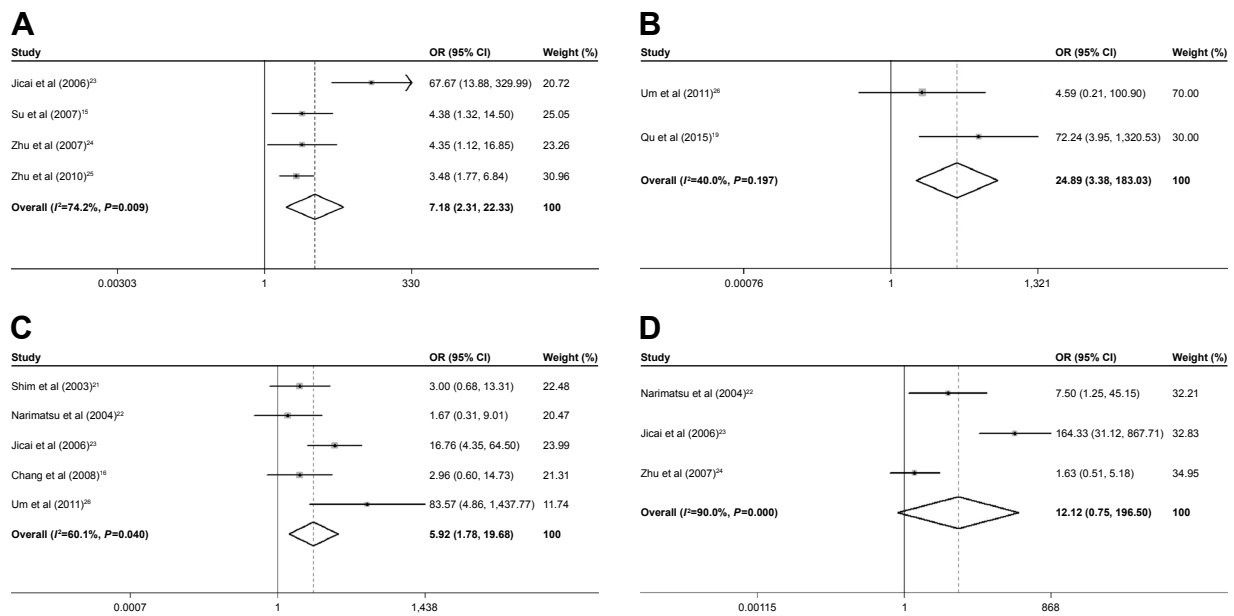 A
Study OR (95% CI) Weight (%)
Jicai et al (2006)²³ 67.67 (13.88, 329.99) 20.72
Su et al (2007)¹⁵ 4.38 (1.32, 14.50) 25.05
Zhu et al (2007)²⁴ 4.35 (1.12, 16.85) 23.26
Zhu et al (2010)²⁵ 3.48 (1.77, 6.84) 30.96
Overall (I²=74.2%, P=0.009) 7.18 (2.31, 22.33) 100
0.00303 1 330
B
Study OR (95% CI) Weight (%)
Um et al (2011)²⁶ 4.59 (0.21, 100.90) 70.00
Qu et al (2015)¹⁹ 72.24 (3.95, 1,320.53) 30.00
Overall (I²=40.0%, P=0.197) 24.89 (3.38, 183.03) 100
0.00076 1 1,321
C
Study OR (95% CI) Weight (%)
Shim et al (2003)²¹ 3.00 (0.68, 13.31) 22.48
Narimatsu et al (2004)²² 1.67 (0.31, 9.01) 20.47
Jicai et al (2006)²³ 16.76 (4.35, 64.50) 23.99
Chang et al (2008)¹⁶ 2.96 (0.60, 14.73) 21.31
Um et al (2011)²⁶ 83.57 (4.86, 1,437.77) 11.74
Overall (I²=60.1%, P=0.040) 5.92 (1.78, 19.68) 100
0.0007 1 1,438
D
Study OR (95% CI) Weight (%)
Narimatsu et al (2004)²² 7.50 (1.25, 45.15) 32.21
Jicai et al (2006)²³ 164.33 (31.12, 867.71) 32.83
Zhu et al (2007)²⁴ 1.63 (0.51, 5.18) 34.95
Overall (I²=90.0%, P=0.000) 12.12 (0.75, 196.50) 100
0.00115 1 868